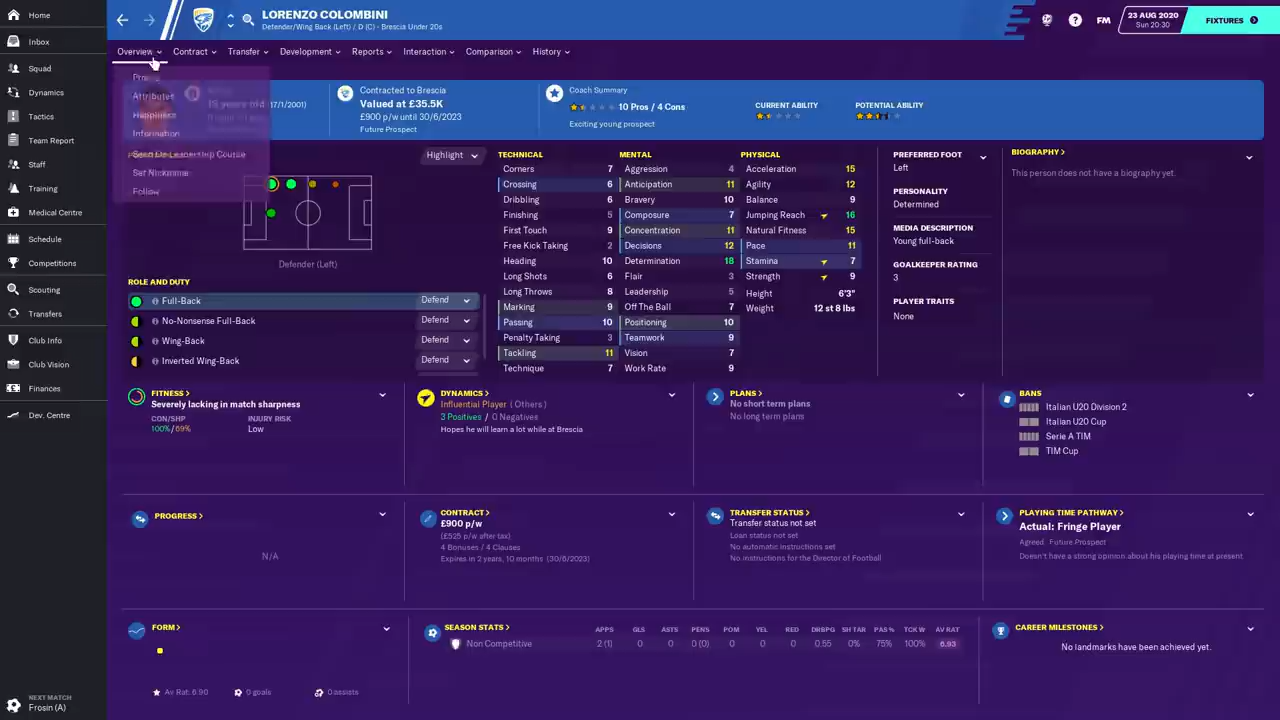 LORENZO COLOMBINI
Defender/Wing Back (Left) / D (C) - Brescia Under 20s
FM
23 AUG 2020
Sun 20:30
FIXTURES
Home
Inbox
Squad
Dynamics
Tactics
Team Report
Staff
Training
Medical Centre
Schedule
Competitions
Scouting
Transfers
Club Info
Club Vision
Finances
Dev. Centre
NEXT MATCH
Frosin (A)
Overview
Contract
Transfer
Development
Reports
Interaction
Comparison
History
Attributes
Happiness
Information
Send On Leadership Course
Set Nickname
Follow
Contracted to Brescia
Valued at £35.5K
£900 p/w until 30/6/2023
Future Prospect
Coach Summary
10 Pros / 4 Cons
Exciting young prospect
CURRENT ABILITY
POTENTIAL ABILITY
Defender (Left)
ROLE AND DUTY
Full-Back Defend
No-Nonsense Full-Back Defend
Wing-Back Defend
Inverted Wing-Back Defend
Highlight
TECHNICAL
Corners 7
Crossing 6
Dribbling 6
Finishing 5
First Touch 9
Free Kick Taking 2
Heading 10
Long Shots 6
Long Throws 8
Marking 9
Passing 10
Penalty Taking 3
Tackling 11
Technique 7
MENTAL
Aggression 4
Anticipation 11
Bravery 10
Composure 7
Concentration 11
Decisions 12
Determination 18
Flair 3
Leadership 5
Off The Ball 7
Positioning 10
Teamwork 9
Vision 7
Work Rate 9
PHYSICAL
Acceleration 15
Agility 12
Balance 9
Jumping Reach 16
Natural Fitness 15
Pace 11
Stamina 7
Strength 9
Height 6'3"
Weight 12 st 8 lbs
PREFERRED FOOT
Left
PERSONALITY
Determined
MEDIA DESCRIPTION
Young full-back
GOALKEEPER RATING
3
PLAYER TRAITS
None
BIOGRAPHY
This person does not have a biography yet.
FITNESS
Severely lacking in match sharpness
CON/SHP
100%/69%
INJURY RISK
Low
DYNAMICS
Influential Player (Others)
3 Positives / 0 Negatives
Hopes he will learn a lot while at Brescia
PLANS
No short term plans
No long term plans
BANS
Italian U20 Division 2
Italian U20 Cup
Serie A TIM
TIM Cup
PROGRESS
N/A
CONTRACT
£900 p/w
(£525 p/w after tax)
4 Bonuses / 4 Clauses
Expires in 2 years, 10 months (30/6/2023)
TRANSFER STATUS
Transfer status not set
Loan status not set
No automatic instructions set
No instructions for the Director of Football
PLAYING TIME PATHWAY
Actual: Fringe Player
Agreed: Future Prospect
Doesn't have a strong opinion about his playing time at present
FORM
Av Rat: 6.90
0 goals
0 assists
SEASON STATS
APPS GLS ASTS PENS POM YEL RED DRBPG SH TAR PAS% TCK W AV RAT
Non Competitive 2 (1) 0 0 0 (0) 0 0 0 0.55 0% 75% 100% 6.93
CAREER MILESTONES
No landmarks have been achieved yet.